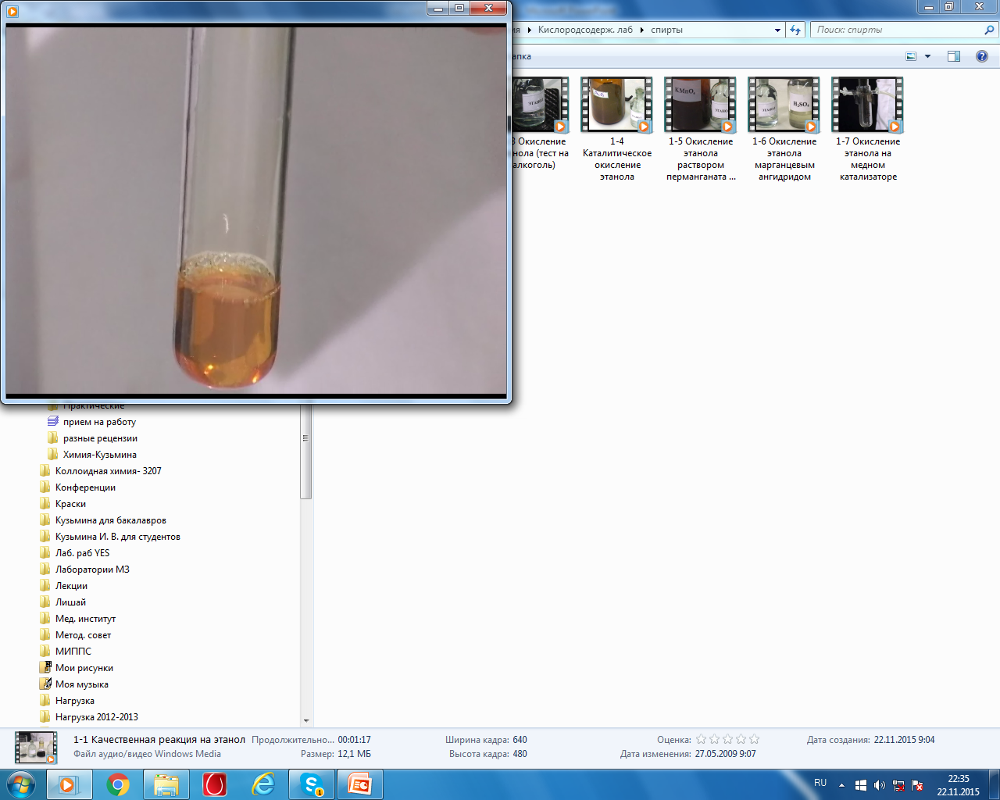 ия ▸ Кислородсодерж. лаб ▸ спирты
Поиск: спирты
апка
ЭТАНОЛ
KMnO₄
H₂SO₄
3 Окисление
нола (тест на
алкоголь)
1-4
Каталитическое
окисление
этанола
1-5 Окисление
этанола
раствором
перманганата ...
1-6 Окисление
этанола
марганцевым
ангидридом
1-7 Окисление
этанола на
медном
катализаторе
Практические
прием на работу
разные рецензии
Химия-Кузьмина
Коллоидная химия- 3207
Конференции
Краски
Кузьмина для бакалавров
Кузьмина И. В. для студентов
Лаб. раб YES
Лаборатории МЗ
Лекции
Лишай
Мед. институт
Метод. совет
МИППС
Мои рисунки
Моя музыка
Нагрузка
Нагрузка 2012-2013
1-1 Качественная реакция на этанол
Файл аудио/видео Windows Media
Продолжительно... 00:01:17
Размер: 12,1 МБ
Ширина кадра: 640
Высота кадра: 480
Оценка:
Дата изменения: 27.05.2009 9:07
Дата создания: 22.11.2015 9:04
RU
22:35
22.11.2015